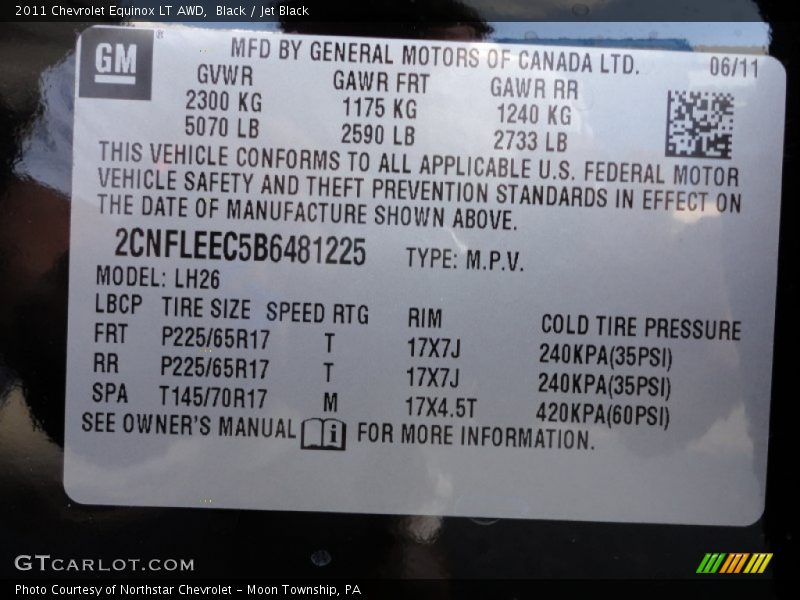 2011 Chevrolet Equinox LT AWD,  Black / Jet Black
GM ®
MFD BY GENERAL MOTORS OF CANADA LTD. 06/11
GVWR GAWR FRT GAWR RR
2300 KG 1175 KG 1240 KG
5070 LB 2590 LB 2733 LB
THIS VEHICLE CONFORMS TO ALL APPLICABLE U.S. FEDERAL MOTOR
VEHICLE SAFETY AND THEFT PREVENTION STANDARDS IN EFFECT ON
THE DATE OF MANUFACTURE SHOWN ABOVE.
2CNFLEEC5B6481225 TYPE: M.P.V.
MODEL: LH26
LBCP TIRE SIZE SPEED RTG RIM COLD TIRE PRESSURE
FRT P225/65R17 T 17X7J 240KPA(35PSI)
RR P225/65R17 T 17X7J 240KPA(35PSI)
SPA T145/70R17 M 17X4.5T 420KPA(60PSI)
SEE OWNER'S MANUAL i FOR MORE INFORMATION.
GTCARLOT.COM
Photo Courtesy of Northstar Chevrolet - Moon Township, PA